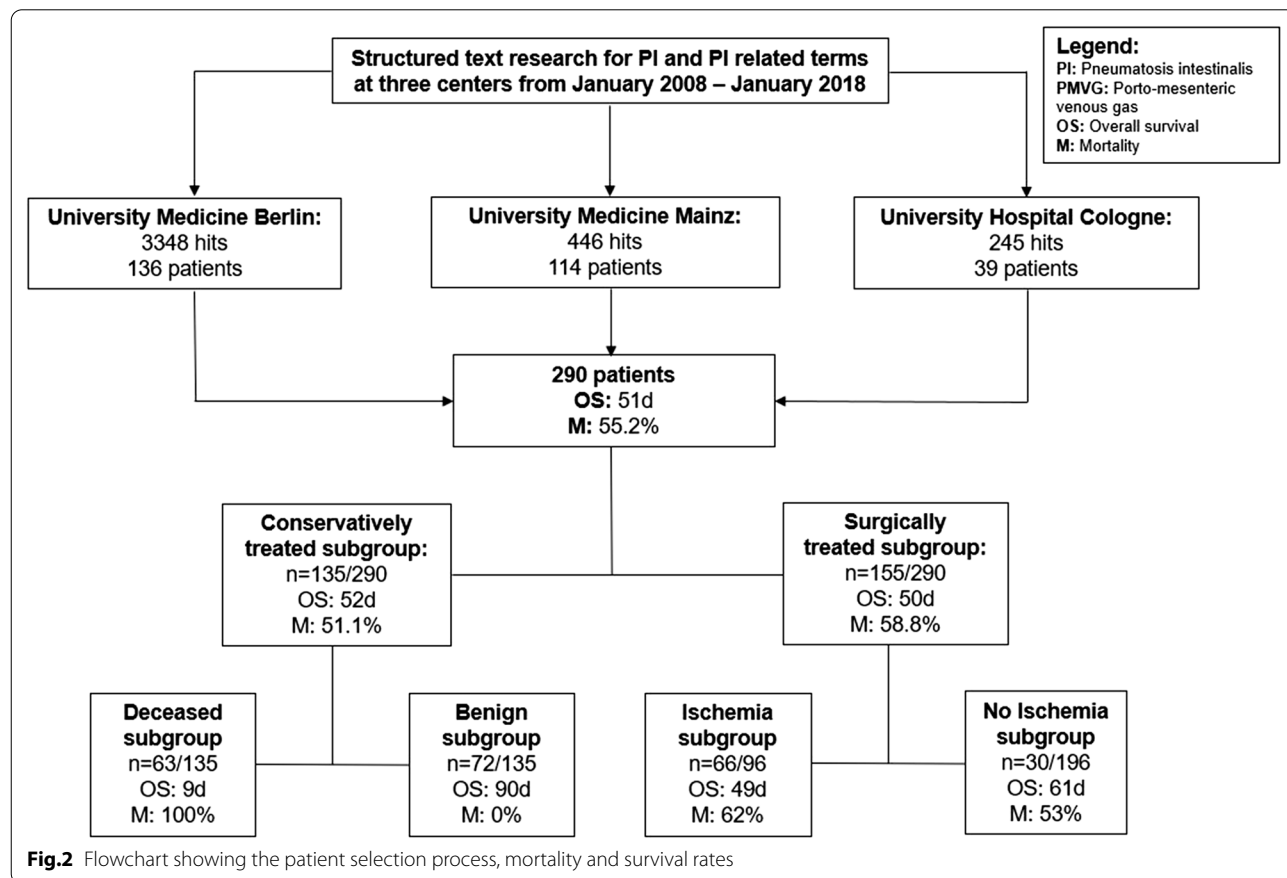 Structured text research for PI and PI related terms
at three centers from January 2008 – January 2018
Legend:
PI: Pneumatosis intestinalis
PMVG: Porto-mesenteric
venous gas
OS: Overall survival
M: Mortality
University Medicine Berlin:
3348 hits
136 patients
University Medicine Mainz:
446 hits
114 patients
University Hospital Cologne:
245 hits
39 patients
290 patients
OS: 51d
M: 55.2%
Conservatively
treated subgroup:
n=135/290
OS: 52d
M: 51.1%
Surgically
treated subgroup:
n=155/290
OS: 50d
M: 58.8%
Deceased
subgroup
n=63/135
OS: 9d
M: 100%
Benign
subgroup
n=72/135
OS: 90d
M: 0%
Ischemia
subgroup
n=66/96
OS: 49d
M: 62%
No Ischemia
subgroup
n=30/196
OS: 61d
M: 53%
Fig.2 Flowchart showing the patient selection process, mortality and survival rates